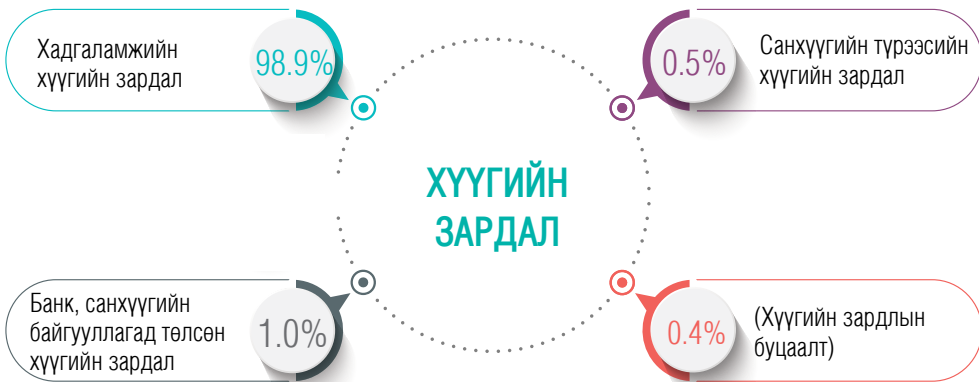 Хадгаламжийн
хүүгийн зардал
98.9%
0.5%
Санхүүгийн түрээсийн
хүүгийн зардал
ХҮҮГИЙН
ЗАРДАЛ
Банк, санхүүгийн
байгууллагад төлсөн
хүүгийн зардал
1.0%
0.4%
(Хүүгийн зардлын
буцаалт)